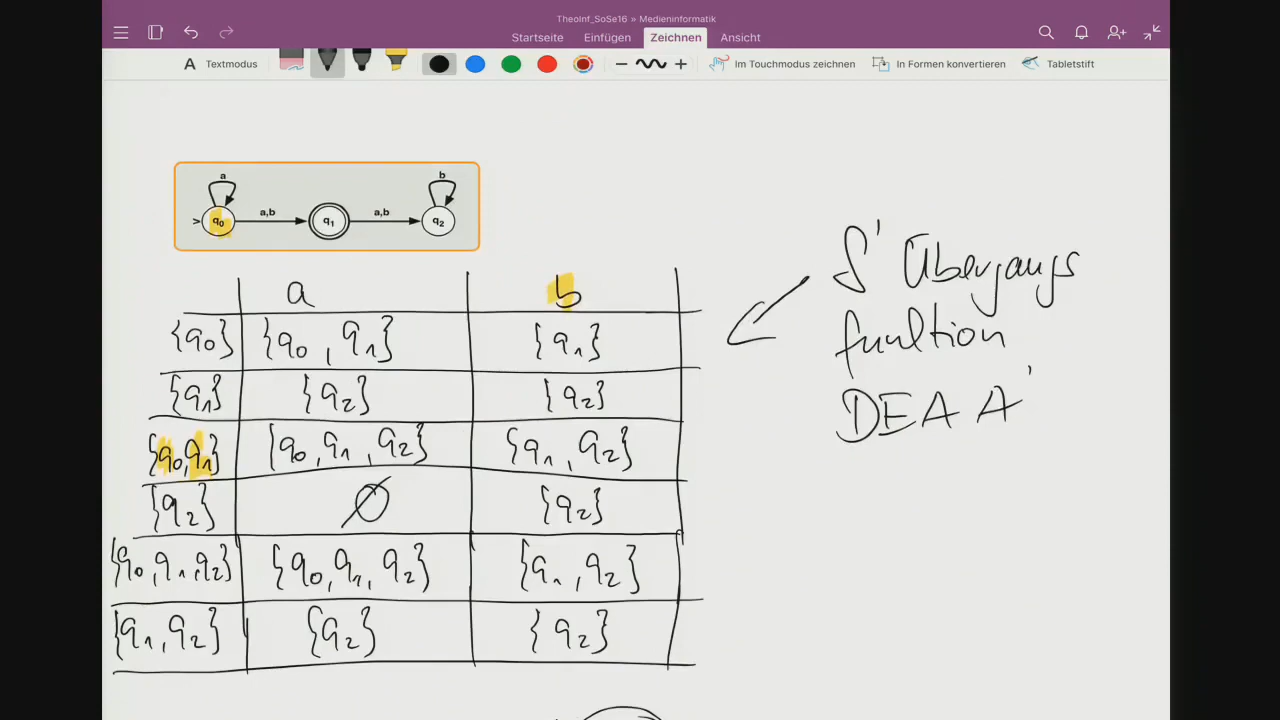 TheoInf_SoSe16 » Medieninformatik
Startseite Einfügen Zeichnen Ansicht
A Textmodus Im Touchmodus zeichnen In Formen konvertieren Tabletstift
a b
a,b a,b
> q₀ q₁ q₂
a b
{q₀} {q₀, q₁} {q₁}
{q₁} {q₂} {q₂}
{q₀,q₁} {q₀,q₁,q₂} {q₁,q₂}
{q₂} ∅ {q₂}
{q₀,q₁,q₂} {q₀,q₁,q₂} {q₁,q₂}
{q₁,q₂} {q₂} {q₂}
δ' Übergangs
funktion
DEA A'